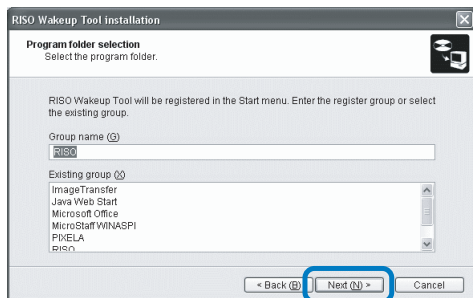 RISO Wakeup Tool installation
Program folder selection
Select the program folder.
RISO Wakeup Tool will be registered in the Start menu. Enter the register group or select
the existing group.
Group name (G)
RISO
Existing group (X)
ImageTransfer
Java Web Start
Microsoft Office
MicroStaff WINASPI
PIXELA
RISO
< Back (B)
Next (N) >
Cancel